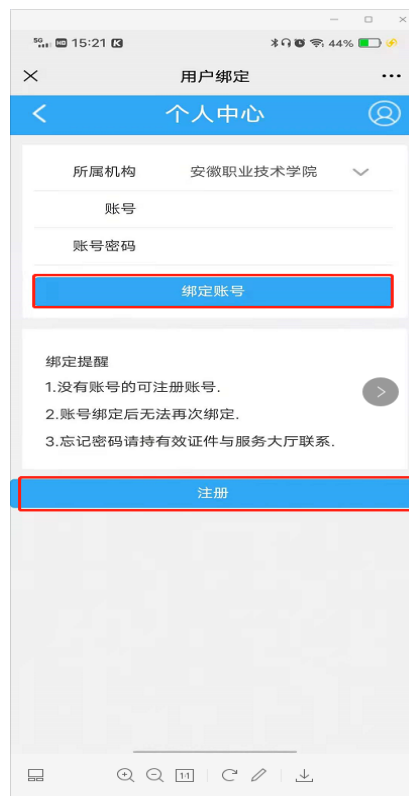 5G HD 15:21 44%
用户绑定
个人中心
所属机构 安徽职业技术学院
账号
账号密码
绑定账号
绑定提醒
1.没有账号的可注册账号.
2.账号绑定后无法再次绑定.
3.忘记密码请持有效证件与服务大厅联系.
注册
1:1